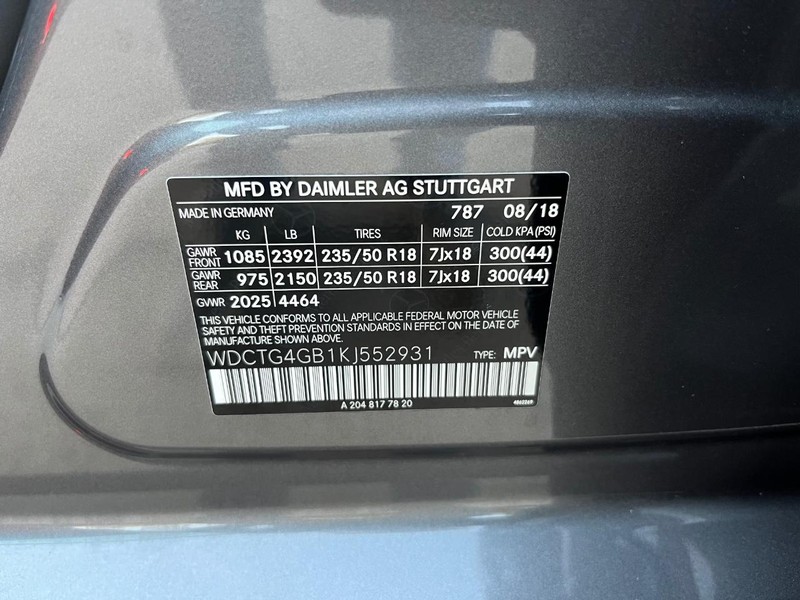 MFD BY DAIMLER AG STUTTGART
MADE IN GERMANY 787 08/18
KG LB TIRES RIM SIZE COLD KPA (PSI)
GAWR FRONT 1085 2392 235/50 R18 7Jx18 300(44)
GAWR REAR 975 2150 235/50 R18 7Jx18 300(44)
GVWR 2025 4464
THIS VEHICLE CONFORMS TO ALL APPLICABLE FEDERAL MOTOR VEHICLE
SAFETY AND THEFT PREVENTION STANDARDS IN EFFECT ON THE DATE OF
MANUFACTURE SHOWN ABOVE.
WDCTG4GB1KJ552931 TYPE: MPV
A 204 817 78 20